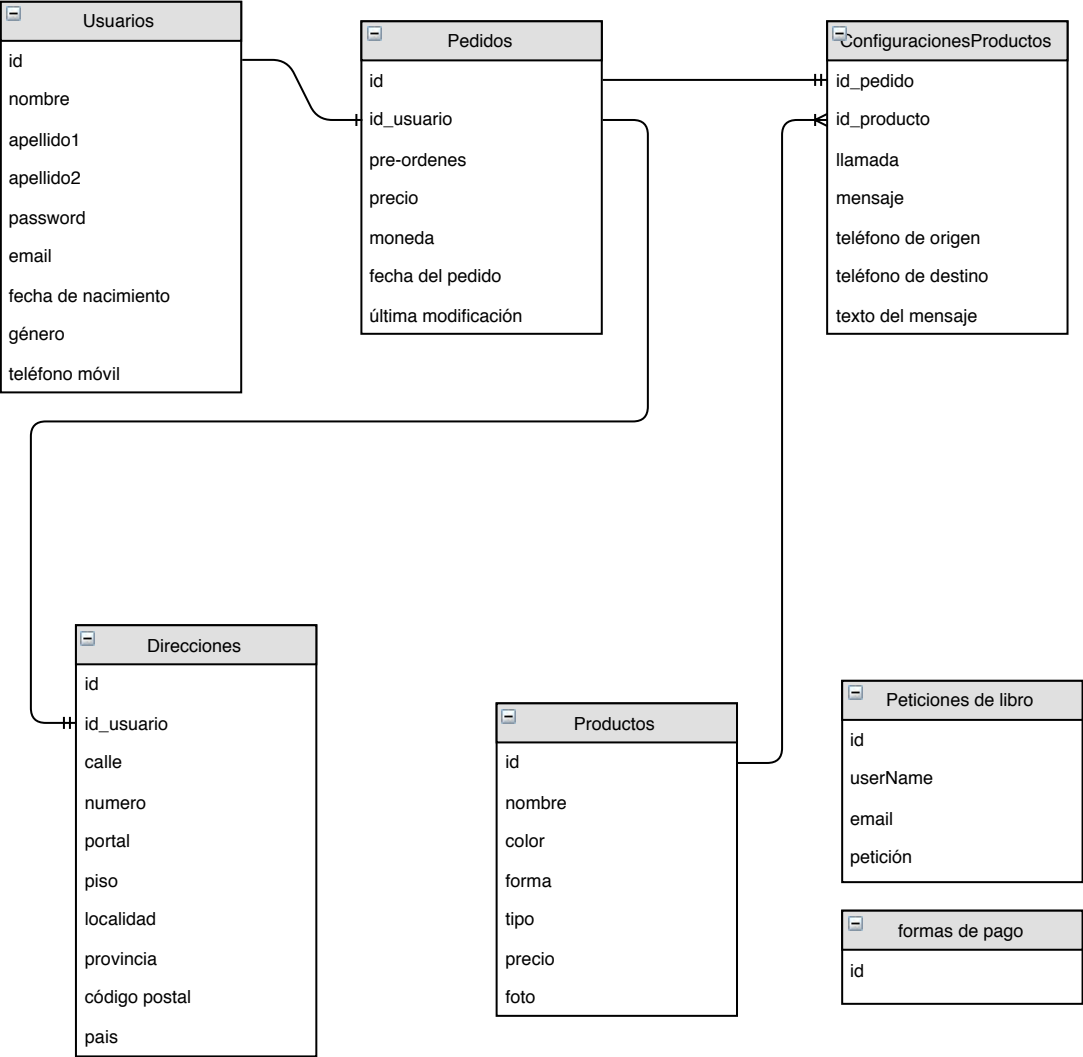 Usuarios
id
nombre
apellido1
apellido2
password
email
fecha de nacimiento
género
teléfono móvil
Pedidos
id
id_usuario
pre-ordenes
precio
moneda
fecha del pedido
última modificación
ConfiguracionesProductos
id_pedido
id_producto
llamada
mensaje
teléfono de origen
teléfono de destino
texto del mensaje
Direcciones
id
id_usuario
calle
numero
portal
piso
localidad
provincia
código postal
pais
Productos
id
nombre
color
forma
tipo
precio
foto
Peticiones de libro
id
userName
email
petición
formas de pago
id